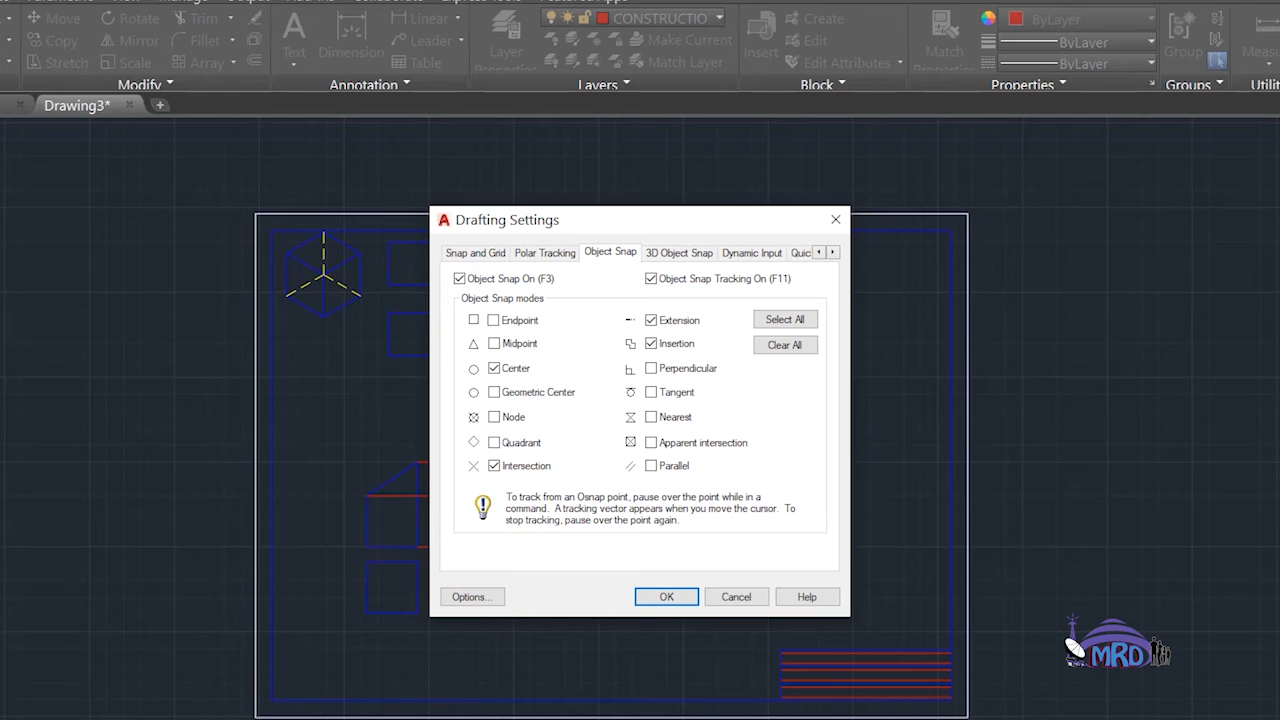 Move Rotate Trim Linear CONSTRUCTIO Create ByLayer
Copy Mirror Fillet Text Dimension Leader Layer Make Current Insert Edit Match ByLayer Group
Stretch Scale Array Table Properties Match Layer Edit Attributes Properties ByLayer
Modify Annotation Layers Block Properties Groups
Drawing3*
Drafting Settings
Snap and Grid Polar Tracking Object Snap 3D Object Snap Dynamic Input Quic
Object Snap On (F3) Object Snap Tracking On (F11)
Object Snap modes
Endpoint Extension Select All
Midpoint Insertion Clear All
Center Perpendicular
Geometric Center Tangent
Node Nearest
Quadrant Apparent intersection
Intersection Parallel
To track from an Osnap point, pause over the point while in a
command. A tracking vector appears when you move the cursor. To
stop tracking, pause over the point again.
Options... OK Cancel Help
MRD